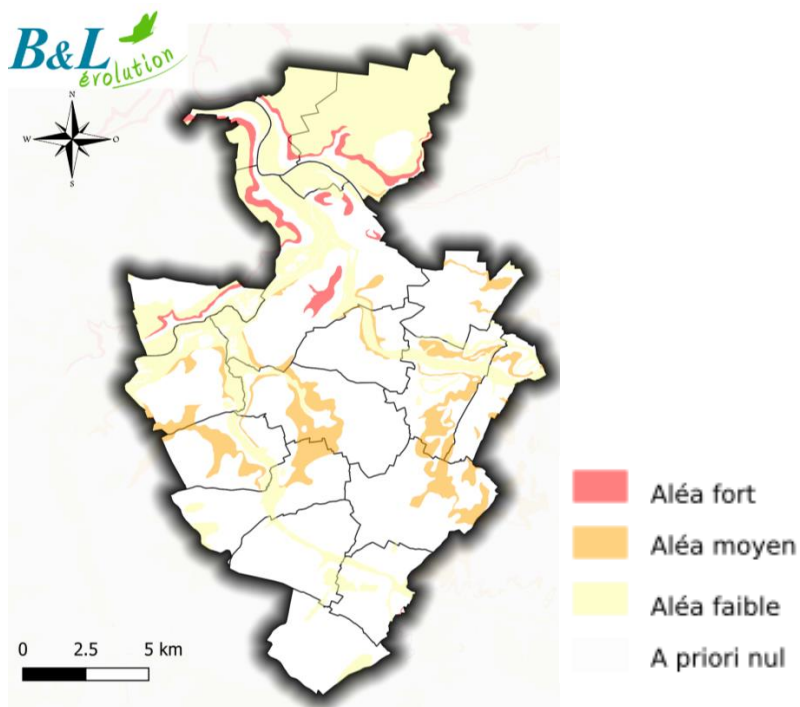 B&L
évolution
N
W
O
S
Aléa fort
Aléa moyen
Aléa faible
A priori nul
0 2.5 5 km